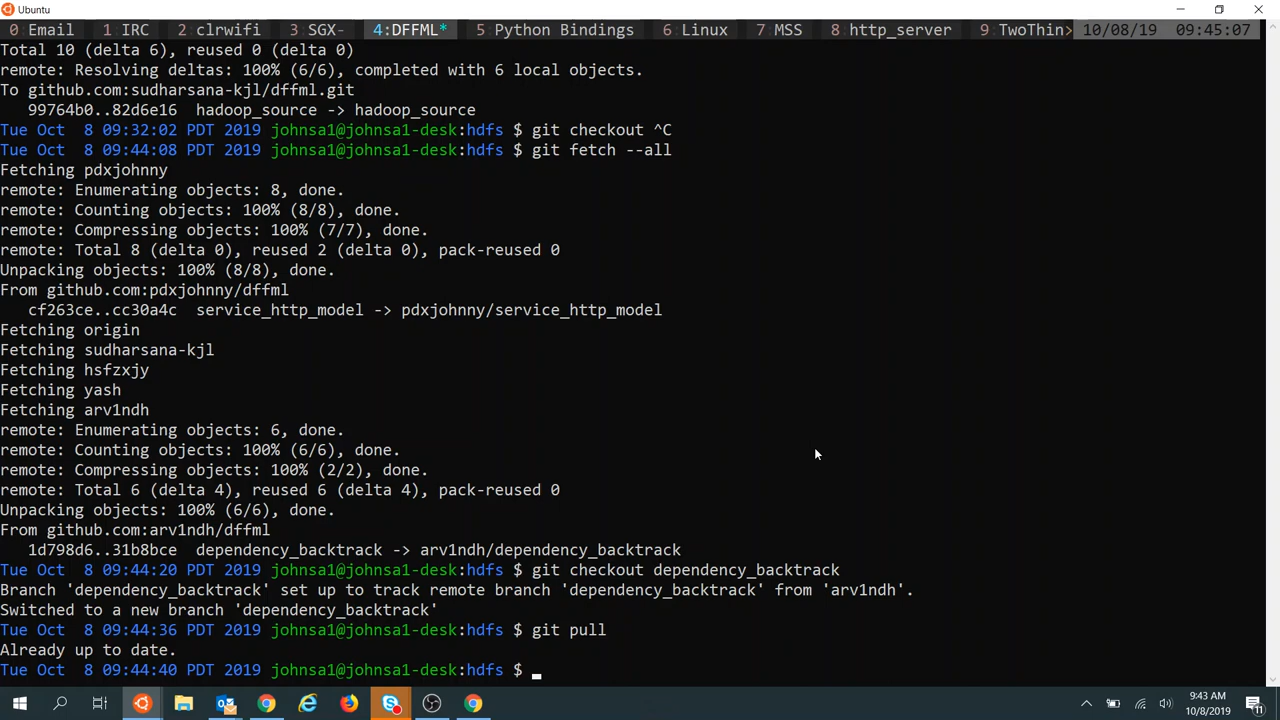 Ubuntu
0 Email 1 IRC 2 clrwifi 3 SGX- 4:DFFML* 5 Python Bindings 6 Linux 7 MSS 8 http_server 9 TwoThin> 10/08/19 09:45:07
Total 10 (delta 6), reused 0 (delta 0)
remote: Resolving deltas: 100% (6/6), completed with 6 local objects.
To github.com:sudharsana-kjl/dffml.git
99764b0..82d6e16 hadoop_source -> hadoop_source
Tue Oct 8 09:32:02 PDT 2019 johnsa1@johnsa1-desk:hdfs $ git checkout ^C
Tue Oct 8 09:44:08 PDT 2019 johnsa1@johnsa1-desk:hdfs $ git fetch --all
Fetching pdxjohnny
remote: Enumerating objects: 8, done.
remote: Counting objects: 100% (8/8), done.
remote: Compressing objects: 100% (7/7), done.
remote: Total 8 (delta 0), reused 2 (delta 0), pack-reused 0
Unpacking objects: 100% (8/8), done.
From github.com:pdxjohnny/dffml
cf263ce..cc30a4c service_http_model -> pdxjohnny/service_http_model
Fetching origin
Fetching sudharsana-kjl
Fetching hsfzxjy
Fetching yash
Fetching arv1ndh
remote: Enumerating objects: 6, done.
remote: Counting objects: 100% (6/6), done.
remote: Compressing objects: 100% (2/2), done.
remote: Total 6 (delta 4), reused 6 (delta 4), pack-reused 0
Unpacking objects: 100% (6/6), done.
From github.com:arv1ndh/dffml
1d798d6..31b8bce dependency_backtrack -> arv1ndh/dependency_backtrack
Tue Oct 8 09:44:20 PDT 2019 johnsa1@johnsa1-desk:hdfs $ git checkout dependency_backtrack
Branch 'dependency_backtrack' set up to track remote branch 'dependency_backtrack' from 'arv1ndh'.
Switched to a new branch 'dependency_backtrack'
Tue Oct 8 09:44:36 PDT 2019 johnsa1@johnsa1-desk:hdfs $ git pull
Already up to date.
Tue Oct 8 09:44:40 PDT 2019 johnsa1@johnsa1-desk:hdfs $
9:43 AM
10/8/2019
11